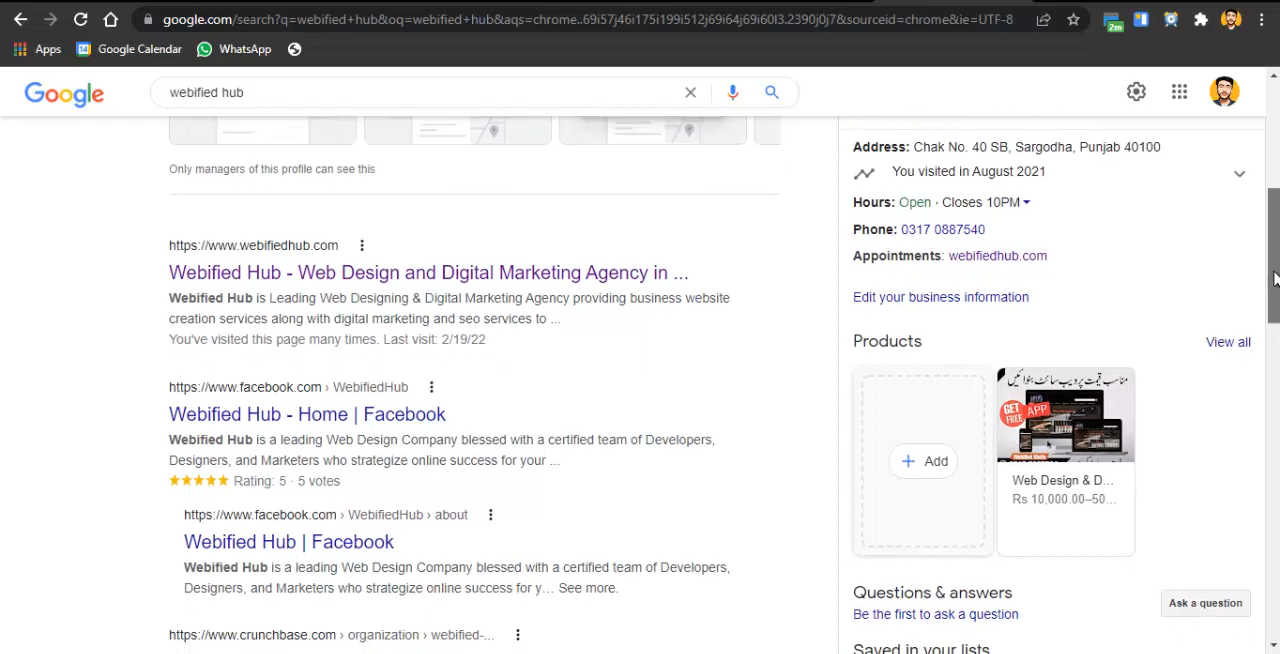 google.com/search?q=webified+hub&oq=webified+hub&aqs=chrome..69i57j46i175i199i512j69i64j69i60l3.2390j0j7&sourceid=chrome&ie=UTF-8
2m
Apps
Google Calendar
WhatsApp
Google
webified hub
Only managers of this profile can see this
https://www.webifiedhub.com
Webified Hub - Web Design and Digital Marketing Agency in ...
Webified Hub is Leading Web Designing & Digital Marketing Agency providing business website
creation services along with digital marketing and seo services to ...
You've visited this page many times. Last visit: 2/19/22
https://www.facebook.com › WebifiedHub
Webified Hub - Home | Facebook
Webified Hub is a leading Web Design Company blessed with a certified team of Developers,
Designers, and Marketers who strategize online success for your ...
Rating: 5 · 5 votes
https://www.facebook.com › WebifiedHub › about
Webified Hub | Facebook
Webified Hub is a leading Web Design Company blessed with a certified team of Developers,
Designers, and Marketers who strategize online success for y… See more.
https://www.crunchbase.com › organization › webified-...
Address: Chak No. 40 SB, Sargodha, Punjab 40100
You visited in August 2021
Hours: Open · Closes 10PM
Phone: 0317 0887540
Appointments: webifiedhub.com
Edit your business information
Products
View all
Add
مناسب قیمت پر ویب سائٹ بنوائیں
GET FREE APP
Web Design & D...
Rs 10,000.00–50...
Questions & answers
Be the first to ask a question
Ask a question
Saved in your lists